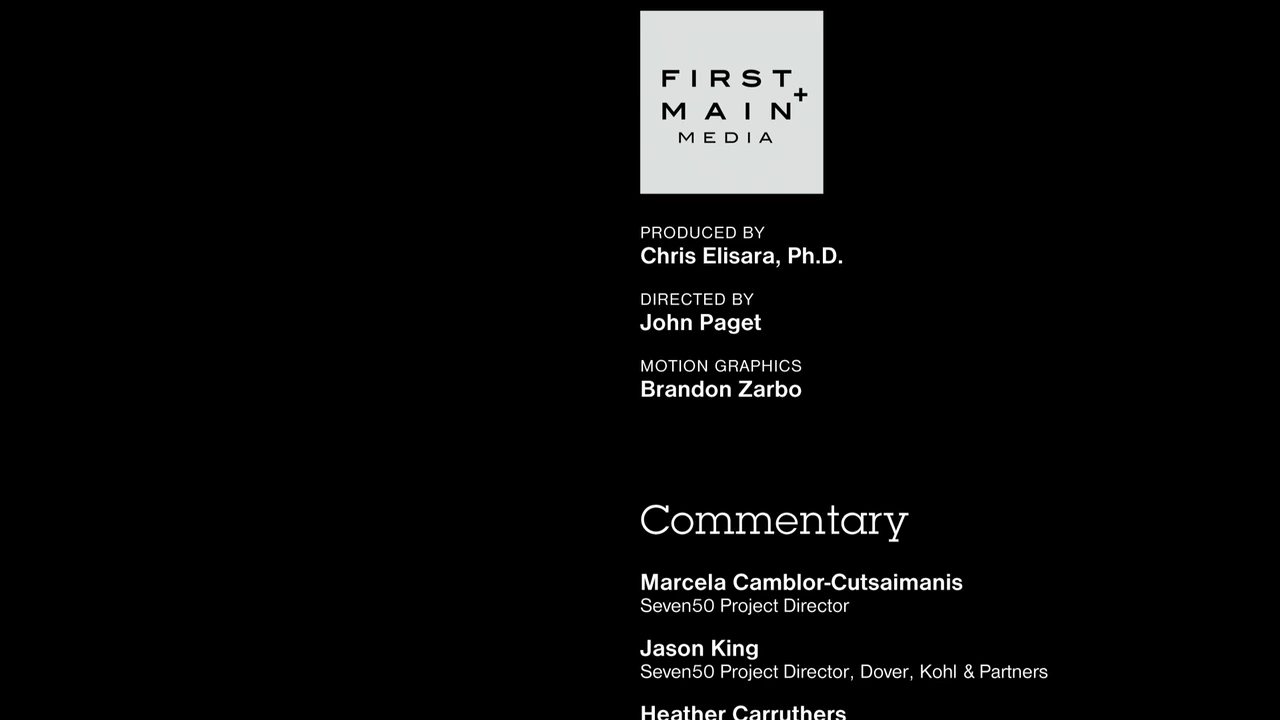 FIRST
+
MAIN
MEDIA
PRODUCED BY
Chris Elisara, Ph.D.
DIRECTED BY
John Paget
MOTION GRAPHICS
Brandon Zarbo
Commentary
Marcela Camblor-Cutsaimanis
Seven50 Project Director
Jason King
Seven50 Project Director, Dover, Kohl & Partners
Heather Carruthers